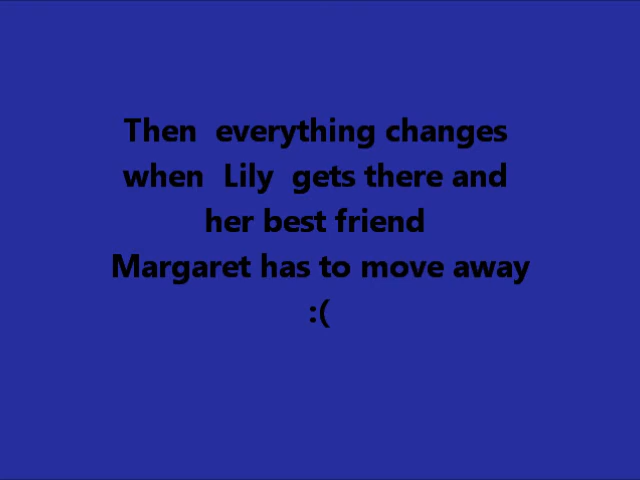 Then  everything changes
when  Lily  gets there and
her best friend
Margaret has to move away
:(